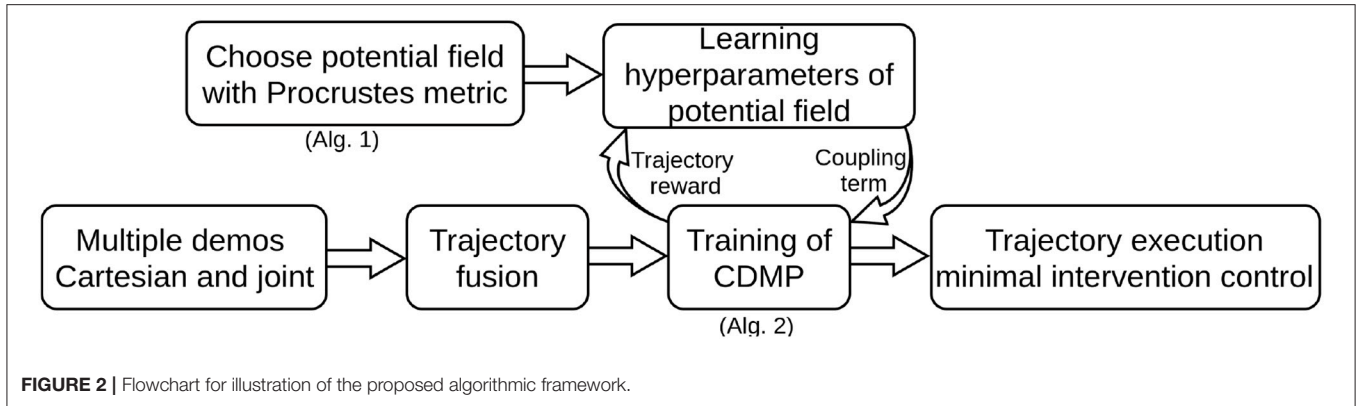 Choose potential field
with Procrustes metric
(Alg. 1)
Learning
hyperparameters of
potential field
Trajectory
reward
Coupling
term
Multiple demos
Cartesian and joint
Trajectory
fusion
Training of
CDMP
(Alg. 2)
Trajectory execution
minimal intervention control
FIGURE 2 | Flowchart for illustration of the proposed algorithmic framework.